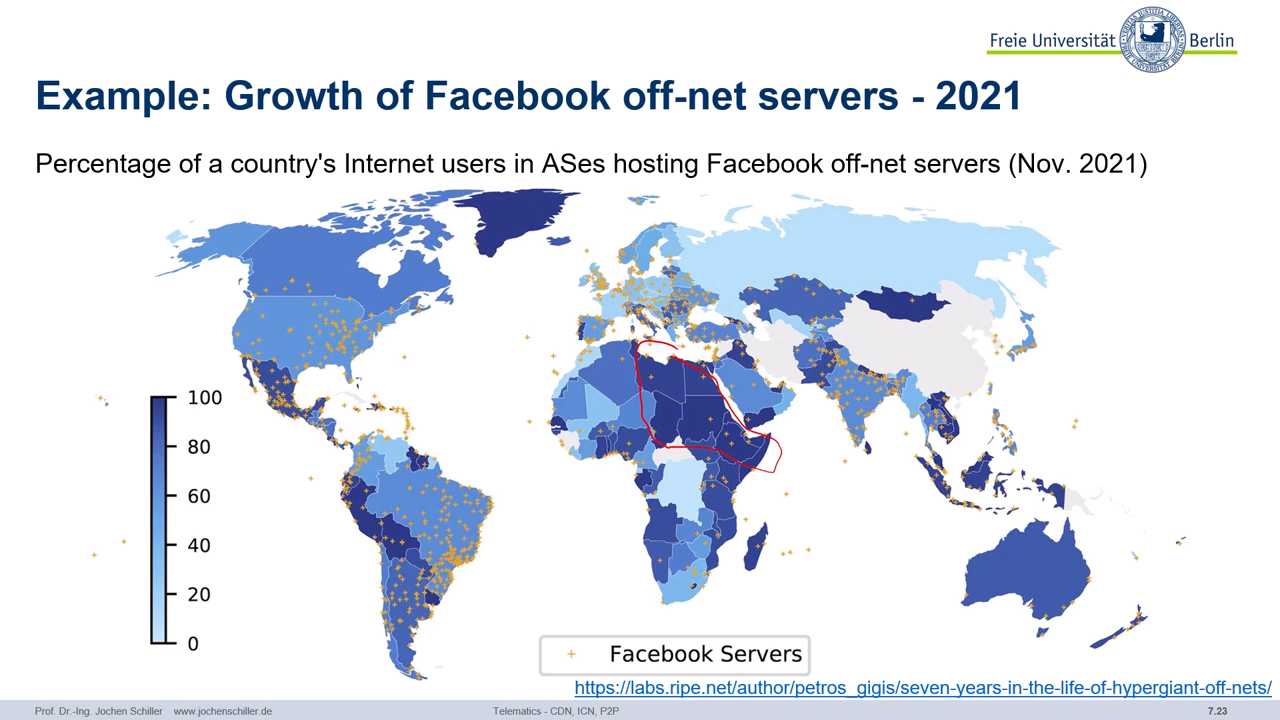 Freie Universität Berlin
Example: Growth of Facebook off-net servers - 2021
Percentage of a country's Internet users in ASes hosting Facebook off-net servers (Nov. 2021)
100
80
60
40
20
0
Facebook Servers
https://labs.ripe.net/author/petros_gigis/seven-years-in-the-life-of-hypergiant-off-nets/
Prof. Dr.-Ing. Jochen Schiller www.jochenschiller.de Telematics - CDN, ICN, P2P 7.23